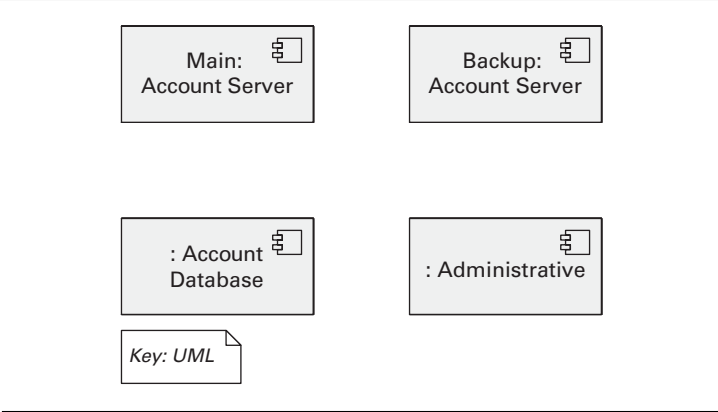 Main:
Account Server
Backup:
Account Server
: Account
Database
: Administrative
Key: UML